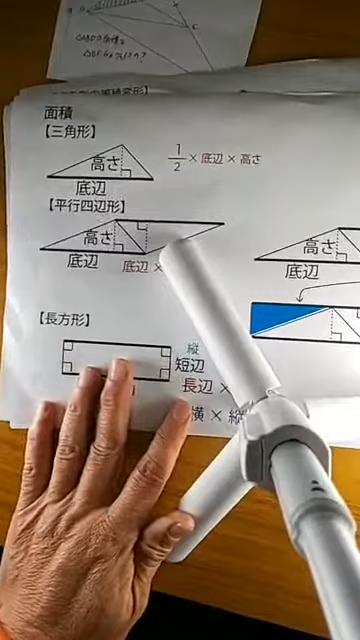 面積
【三角形】
高さ
底辺
1/2 × 底辺 × 高さ
【平行四辺形】
高さ
底辺
底辺 ×
高さ
底辺
【長方形】
縦
短辺
長辺 ×
横 × 縦